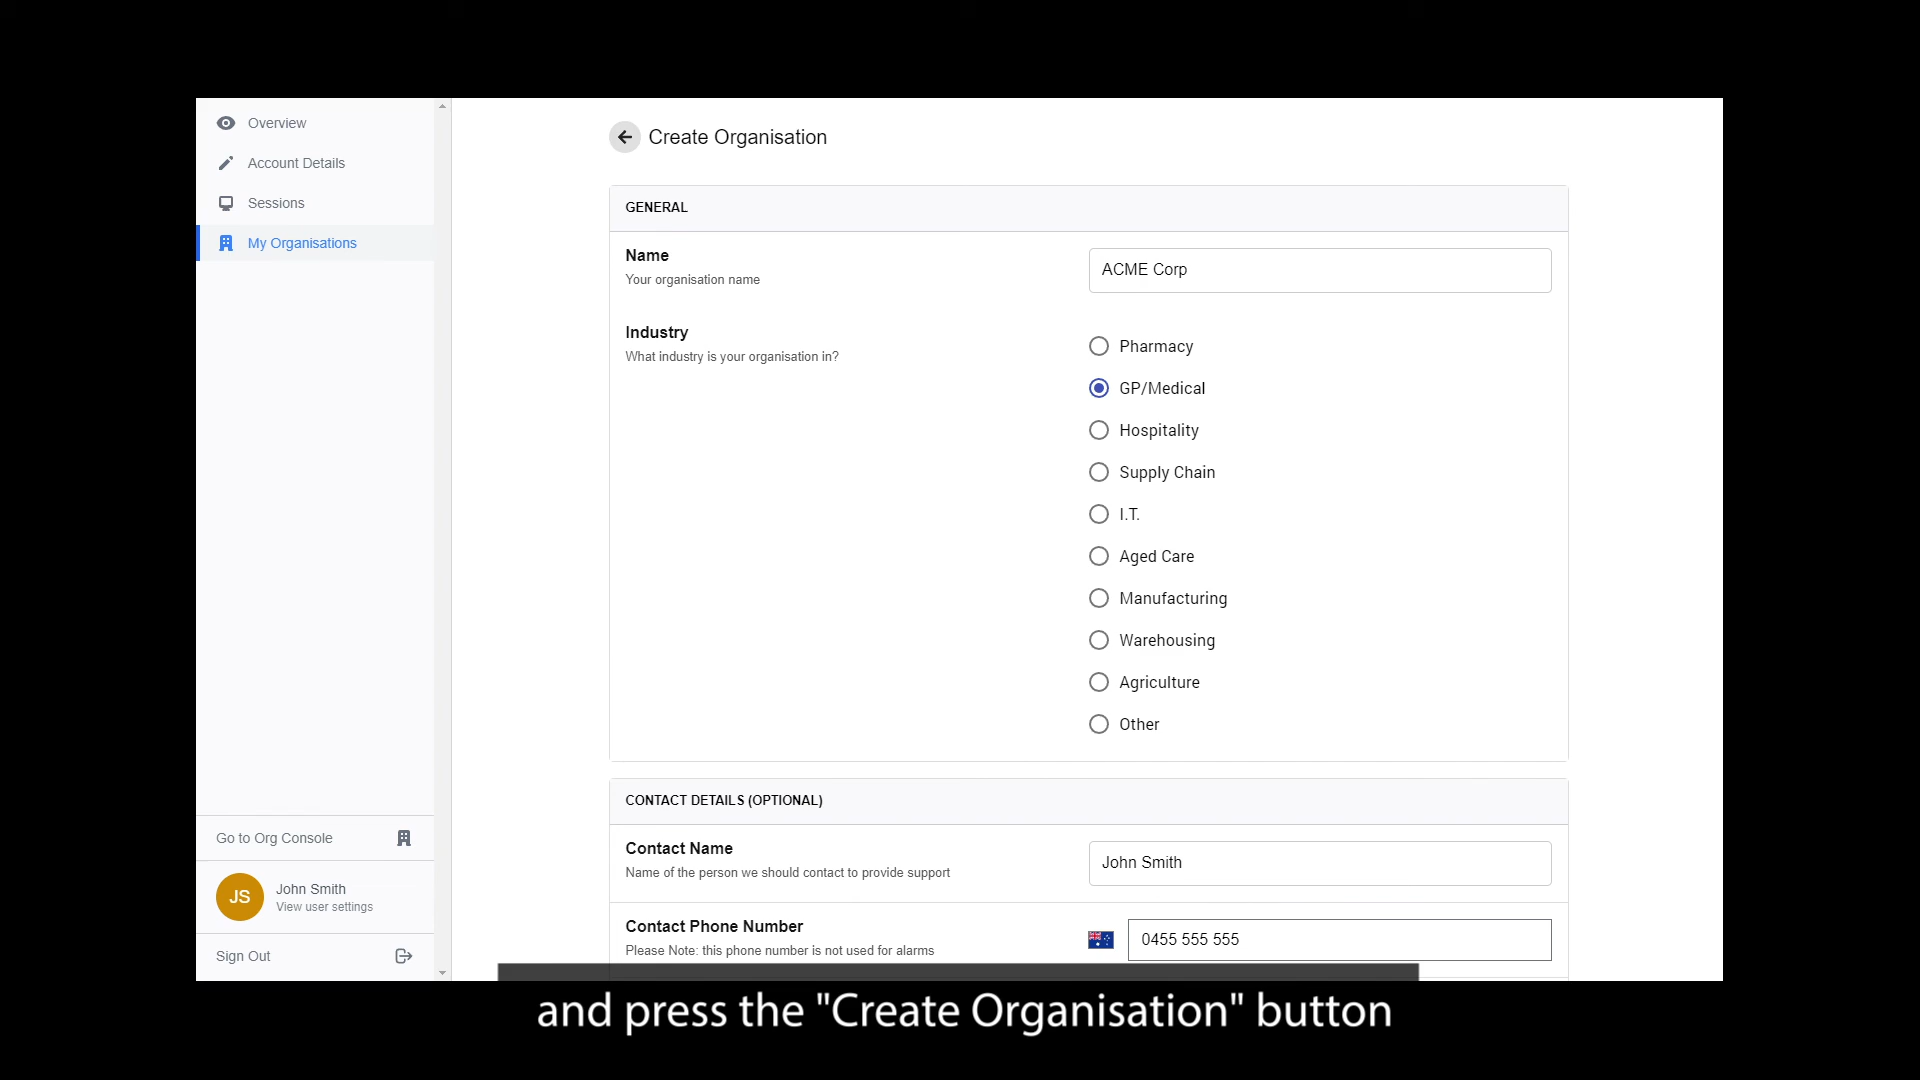 Overview
Account Details
Sessions
My Organisations
Go to Org Console
JS
John Smith
View user settings
Sign Out
Create Organisation
GENERAL
Name
Your organisation name
ACME Corp
Industry
What industry is your organisation in?
Pharmacy
GP/Medical
Hospitality
Supply Chain
I.T.
Aged Care
Manufacturing
Warehousing
Agriculture
Other
CONTACT DETAILS (OPTIONAL)
Contact Name
Name of the person we should contact to provide support
John Smith
Contact Phone Number
Please Note: this phone number is not used for alarms
0455 555 555
and press the "Create Organisation" button